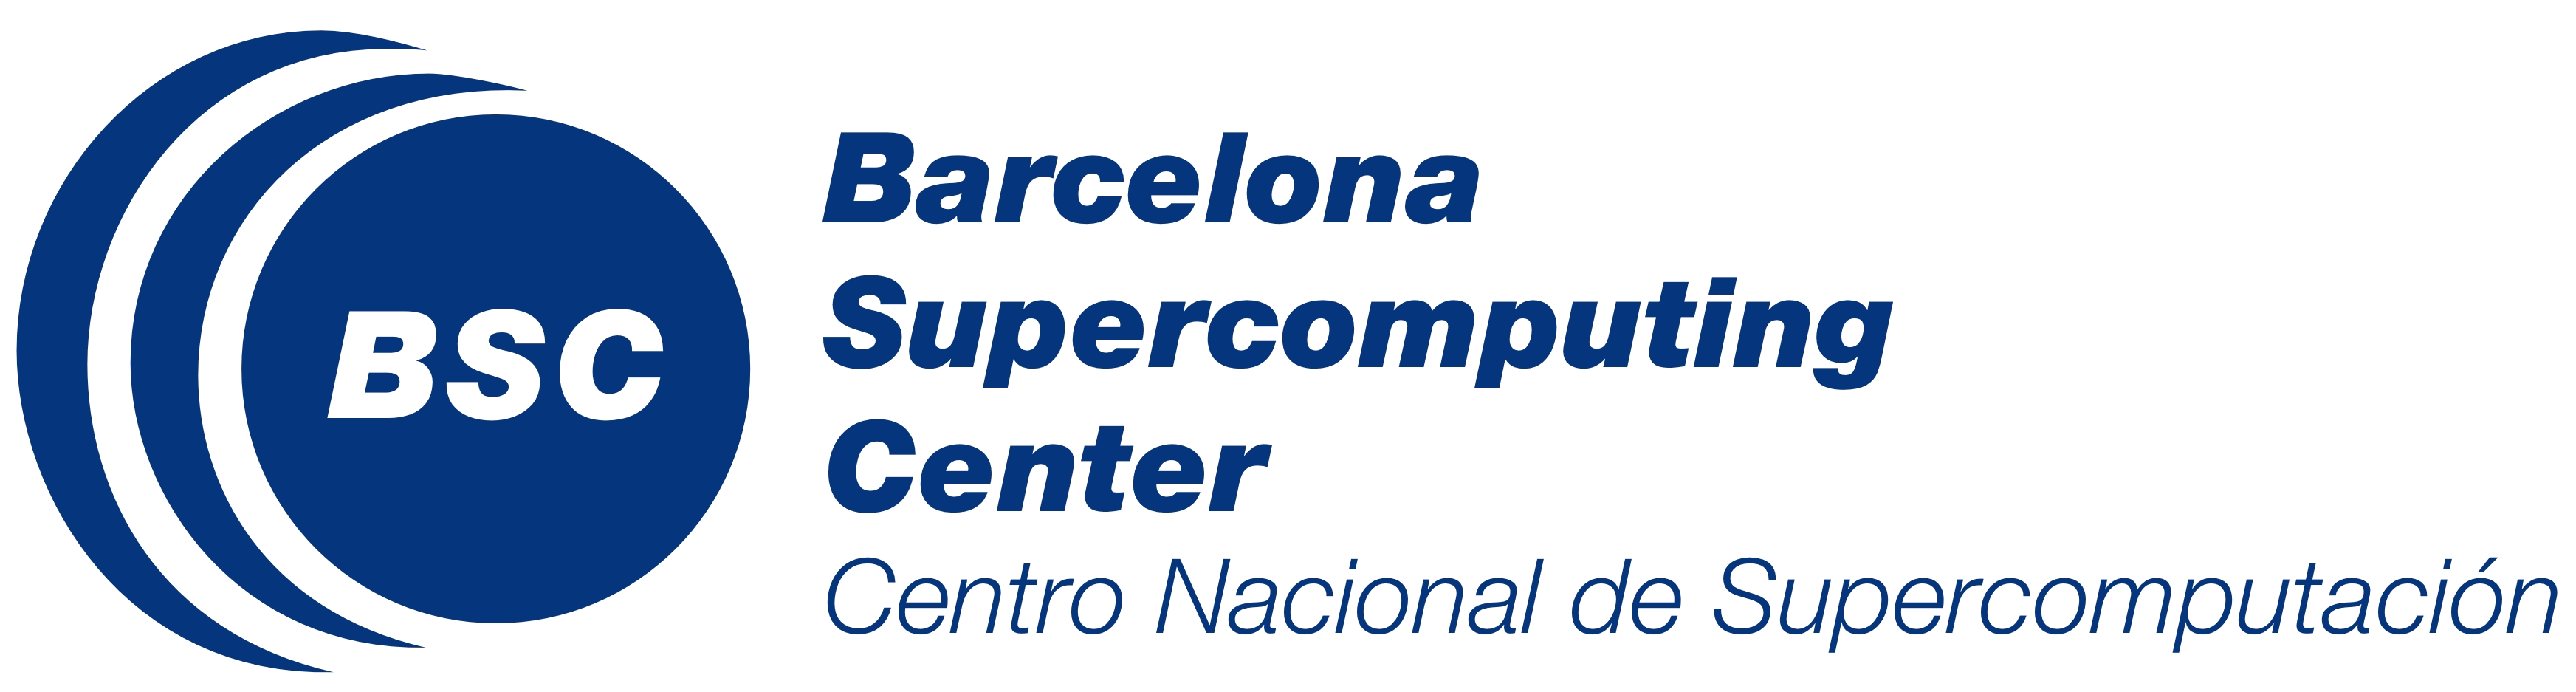 BSC
Barcelona
Supercomputing
Center
Centro Nacional de Supercomputación